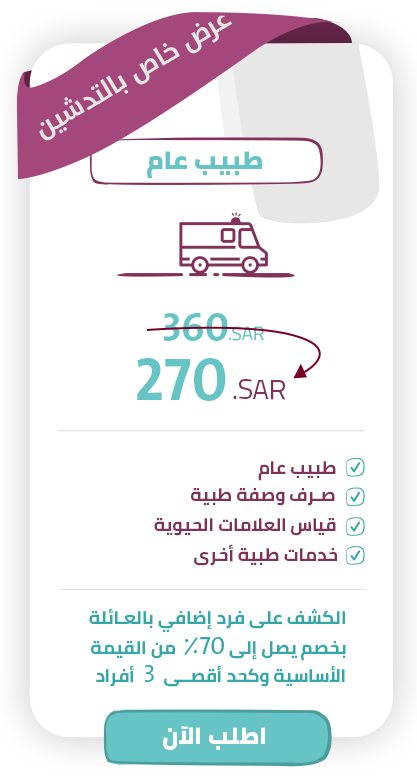 عرض خاص بالتدشين
طبيب عام
360.SAR
270.SAR
طبيب عام
صرف وصفة طبية
قياس العلامات الحيوية
خدمات طبية أخرى
الكشف على فرد إضافي بالعائلة
بخصم يصل إلى 70٪ من القيمة
الأساسية وكحد أقصى 3 أفراد
اطلب الآن